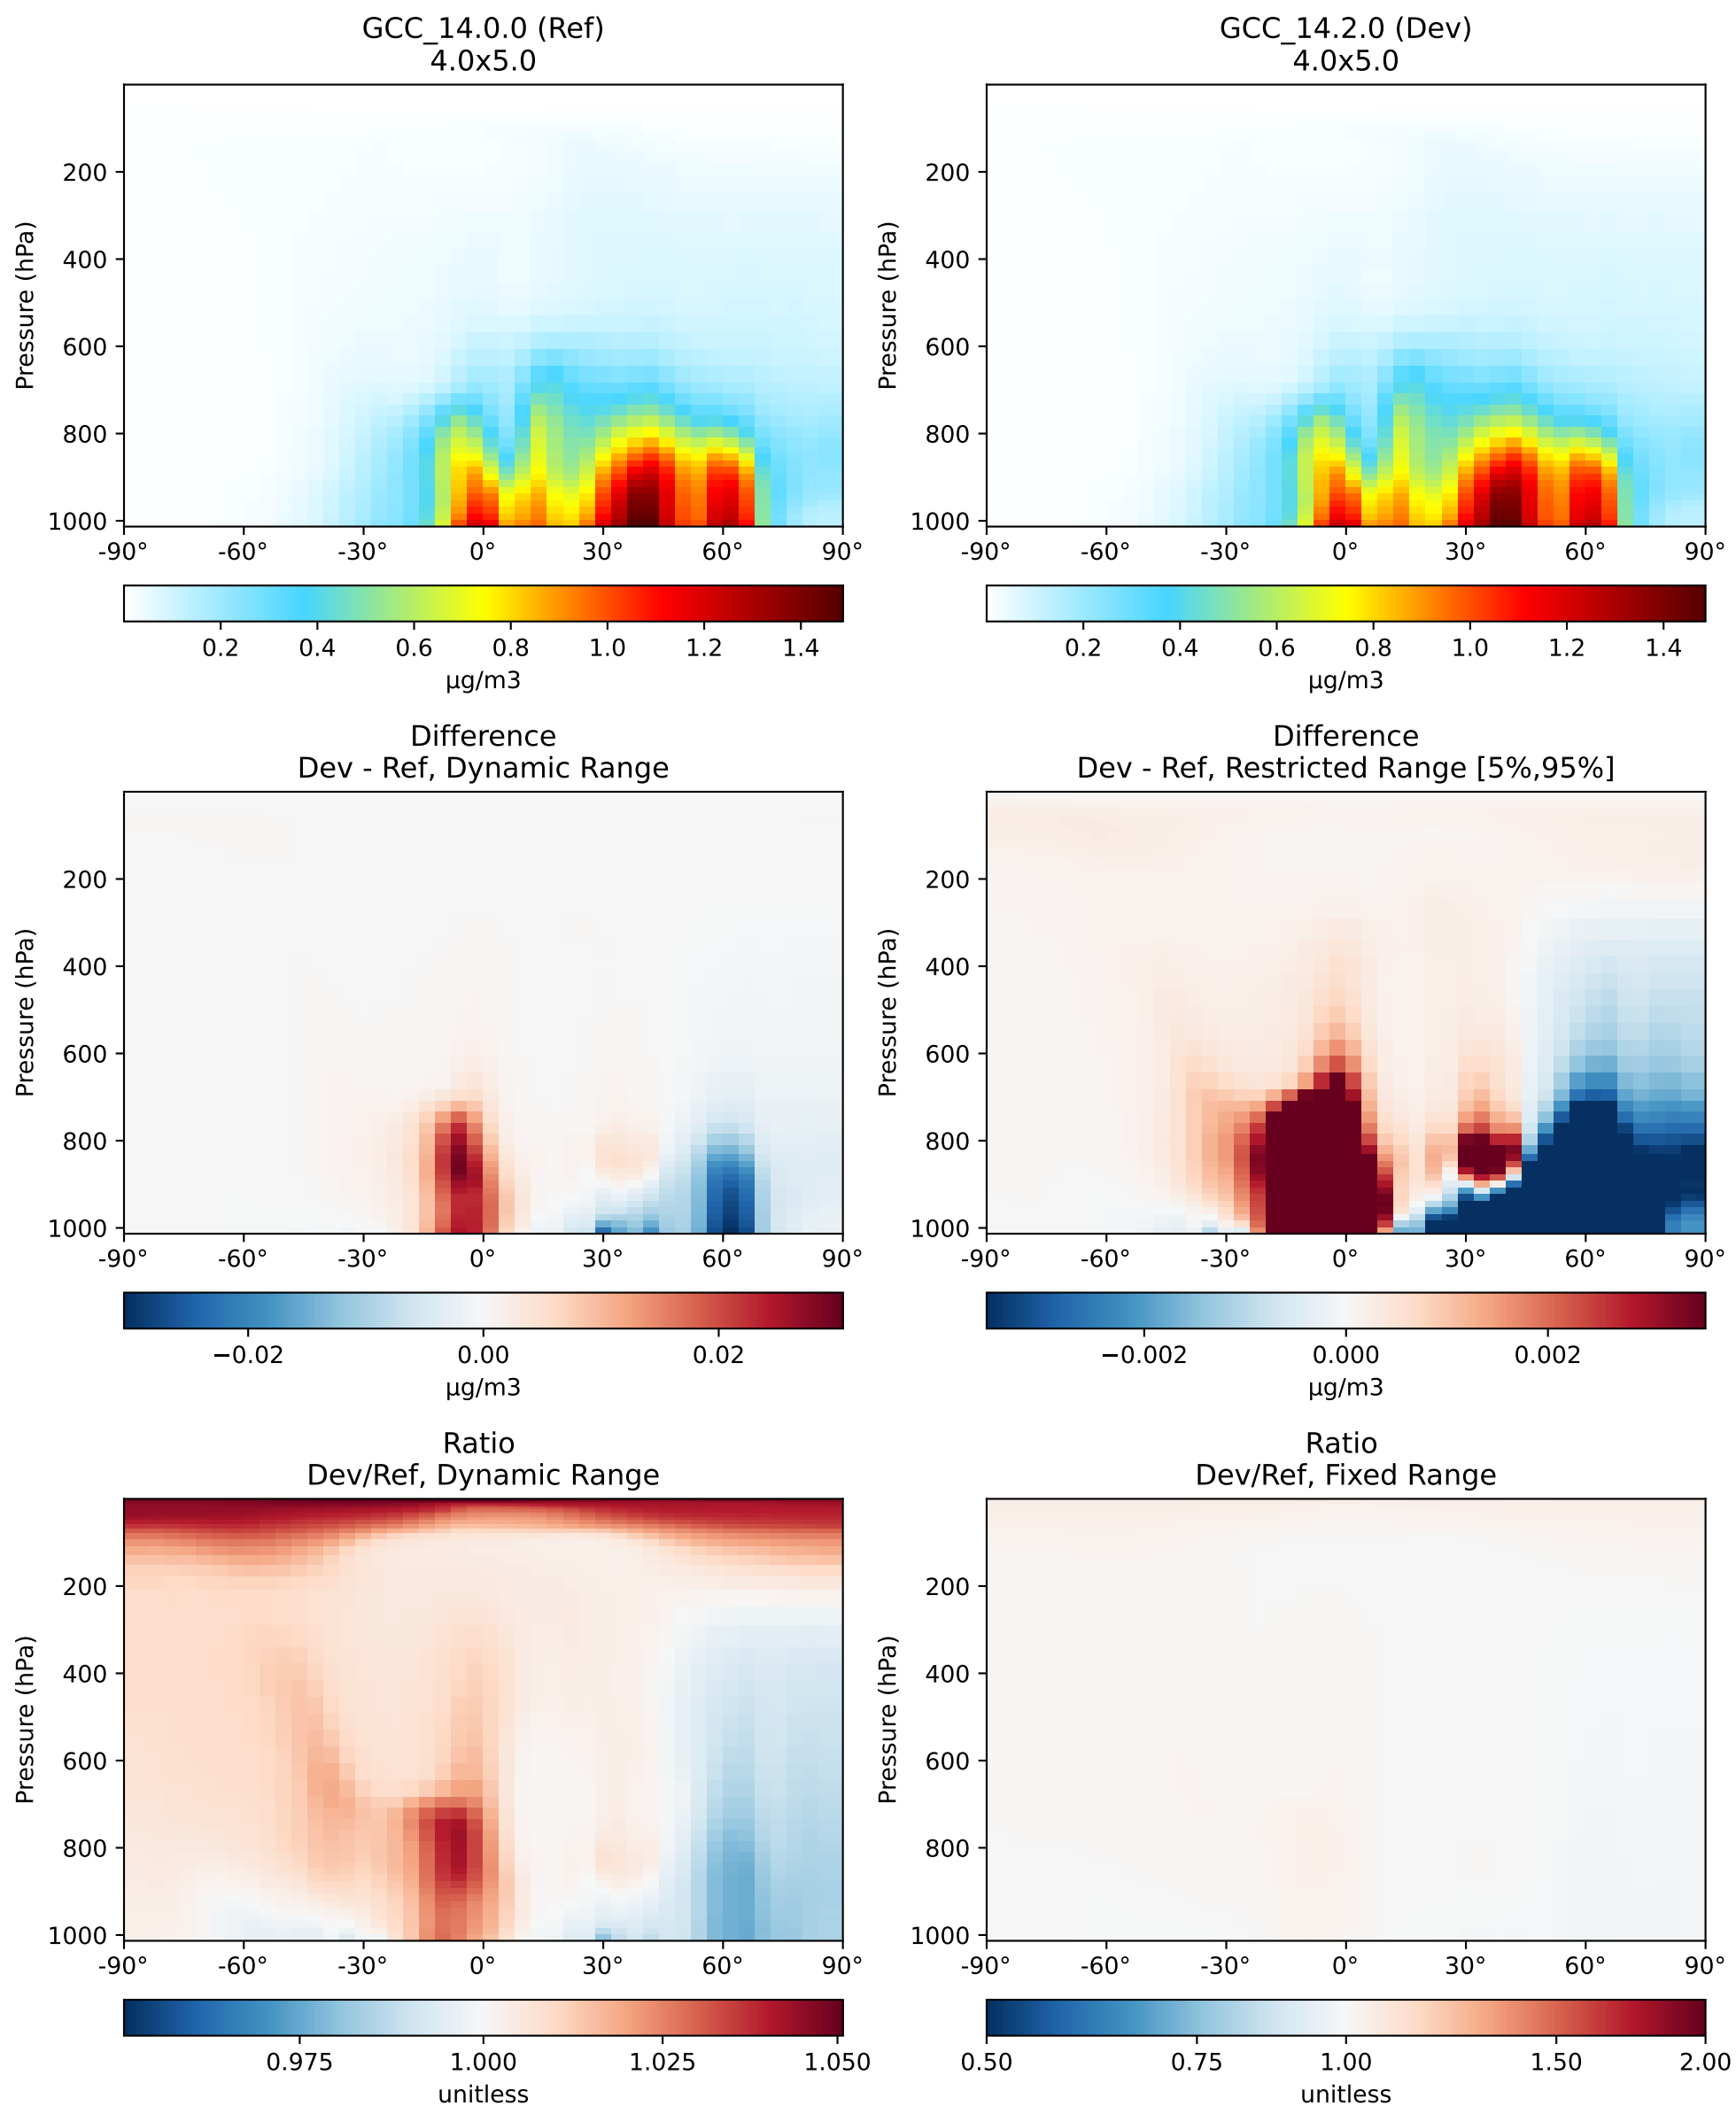 GCC_14.0.0 (Ref)
4.0x5.0
Pressure (hPa)
200
400
600
800
1000
-90° -60° -30° 0° 30° 60° 90°
0.2 0.4 0.6 0.8 1.0 1.2 1.4
μg/m3
GCC_14.2.0 (Dev)
4.0x5.0
Pressure (hPa)
200
400
600
800
1000
-90° -60° -30° 0° 30° 60° 90°
0.2 0.4 0.6 0.8 1.0 1.2 1.4
μg/m3
Difference
Dev - Ref, Dynamic Range
Pressure (hPa)
200
400
600
800
1000
-90° -60° -30° 0° 30° 60° 90°
−0.02 0.00 0.02
μg/m3
Difference
Dev - Ref, Restricted Range [5%,95%]
Pressure (hPa)
200
400
600
800
1000
-90° -60° -30° 0° 30° 60° 90°
−0.002 0.000 0.002
μg/m3
Ratio
Dev/Ref, Dynamic Range
Pressure (hPa)
200
400
600
800
1000
-90° -60° -30° 0° 30° 60° 90°
0.975 1.000 1.025 1.050
unitless
Ratio
Dev/Ref, Fixed Range
Pressure (hPa)
200
400
600
800
1000
-90° -60° -30° 0° 30° 60° 90°
0.50 0.75 1.00 1.50 2.00
unitless